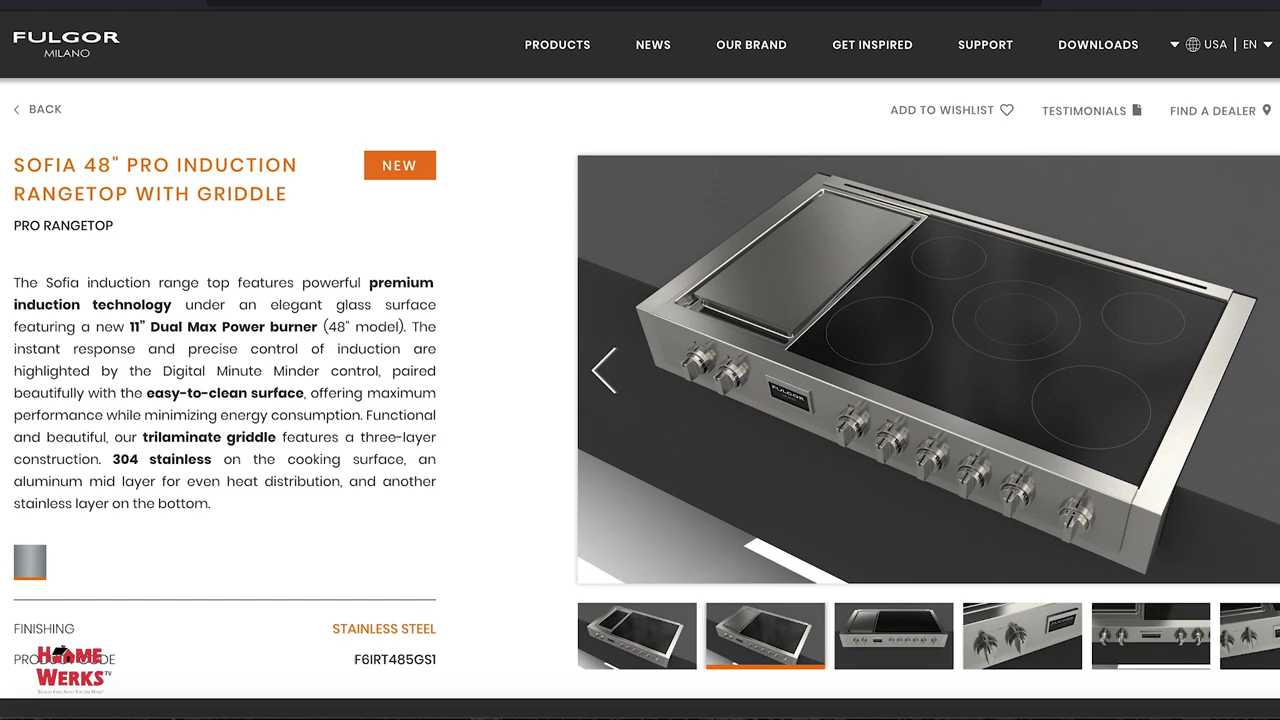 FULGOR
MILANO
PRODUCTS
NEWS
OUR BRAND
GET INSPIRED
SUPPORT
DOWNLOADS
USA | EN
BACK
ADD TO WISHLIST
TESTIMONIALS
FIND A DEALER
SOFIA 48" PRO INDUCTION
RANGETOP WITH GRIDDLE
NEW
PRO RANGETOP
The Sofia induction range top features powerful premium
induction technology under an elegant glass surface
featuring a new 11” Dual Max Power burner (48" model). The
instant response and precise control of induction are
highlighted by the Digital Minute Minder control, paired
beautifully with the easy-to-clean surface, offering maximum
performance while minimizing energy consumption. Functional
and beautiful, our trilaminate griddle features a three-layer
construction. 304 stainless on the cooking surface, an
aluminum mid layer for even heat distribution, and another
stainless layer on the bottom.
FULGOR
FINISHING
STAINLESS STEEL
PRODUCT CODE
F6IRT485GS1
HOME
WERKS TV